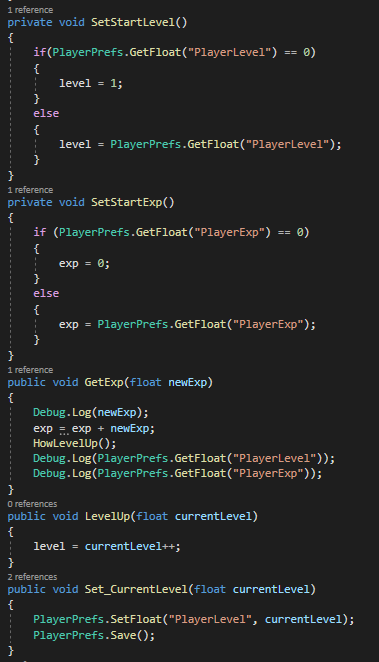 1 reference
private void SetStartLevel()
{
if(PlayerPrefs.GetFloat("PlayerLevel") == 0)
{
level = 1;
}
else
{
level = PlayerPrefs.GetFloat("PlayerLevel");
}
}
1 reference
private void SetStartExp()
{
if (PlayerPrefs.GetFloat("PlayerExp") == 0)
{
exp = 0;
}
else
{
exp = PlayerPrefs.GetFloat("PlayerExp");
}
}
1 reference
public void GetExp(float newExp)
{
Debug.Log(newExp);
exp = exp + newExp;
HowLevelUp();
Debug.Log(PlayerPrefs.GetFloat("PlayerLevel"));
Debug.Log(PlayerPrefs.GetFloat("PlayerExp"));
}
0 references
public void LevelUp(float currentLevel)
{
level = currentLevel++;
}
2 references
public void Set_CurrentLevel(float currentLevel)
{
PlayerPrefs.SetFloat("PlayerLevel", currentLevel);
PlayerPrefs.Save();
}